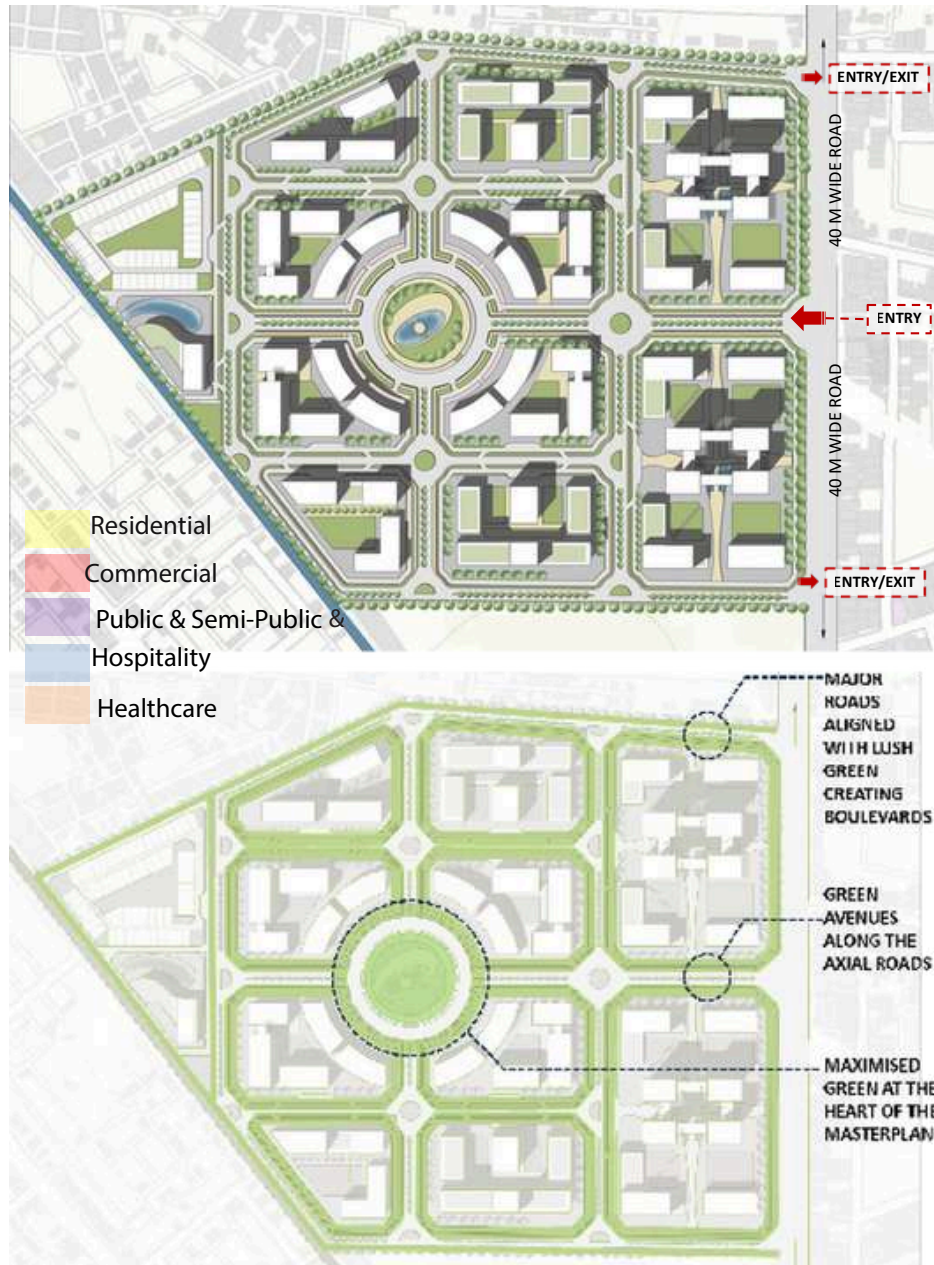 ENTRY/EXIT
40 M WIDE ROAD
ENTRY
40 M WIDE ROAD
ENTRY/EXIT
Residential
Commercial
Public & Semi-Public &
Hospitality
Healthcare
MAJOR
ROADS
ALIGNED
WITH LUSH
GREEN
CREATING
BOULEVARDS
GREEN
AVENUES
ALONG THE
AXIAL ROADS
MAXIMISED
GREEN AT THE
HEART OF THE
MASTERPLAN